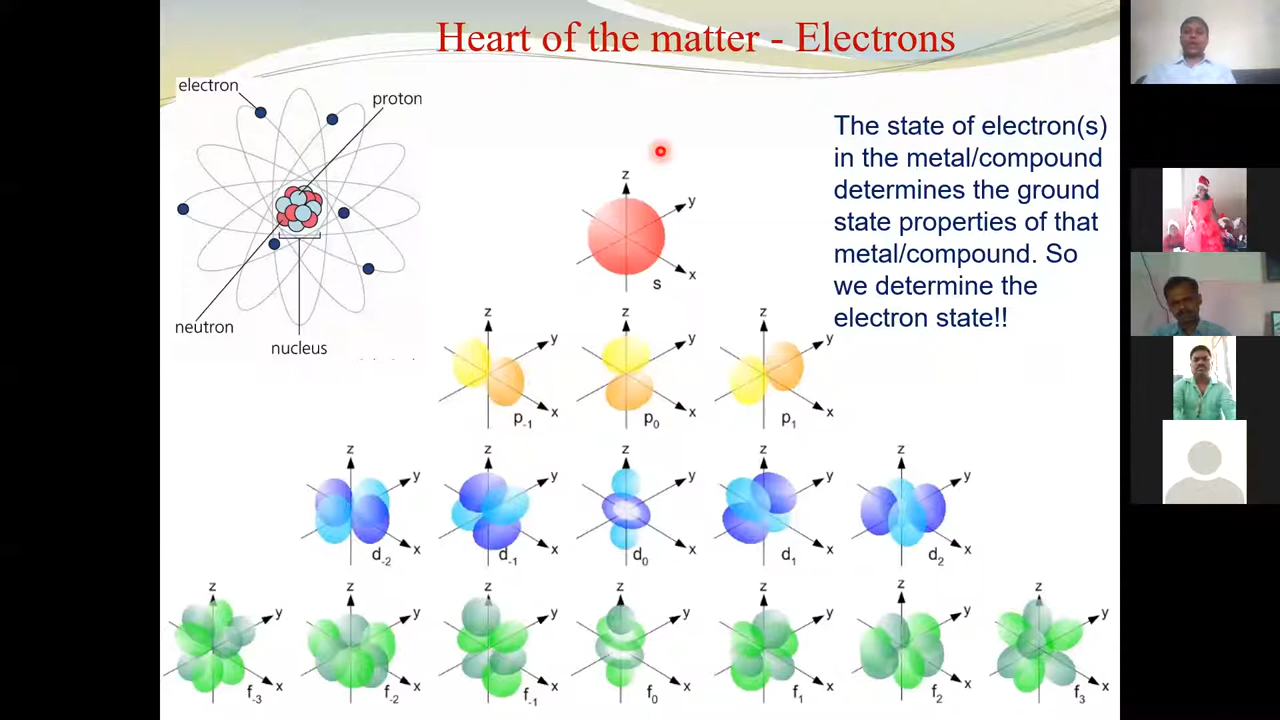 Heart of the matter - Electrons
electron
proton
neutron
nucleus
The state of electron(s)
in the metal/compound
determines the ground
state properties of that
metal/compound. So
we determine the
electron state!!
z
y
x
s
z
y
x
p-1
z
y
x
p0
z
y
x
p1
z
y
x
d-2
z
y
x
d-1
z
y
x
d0
z
y
x
d1
z
y
x
d2
z
y
x
f-3
z
y
x
f-2
z
y
x
f-1
z
y
x
f0
z
y
x
f1
z
y
x
f2
z
y
x
f3